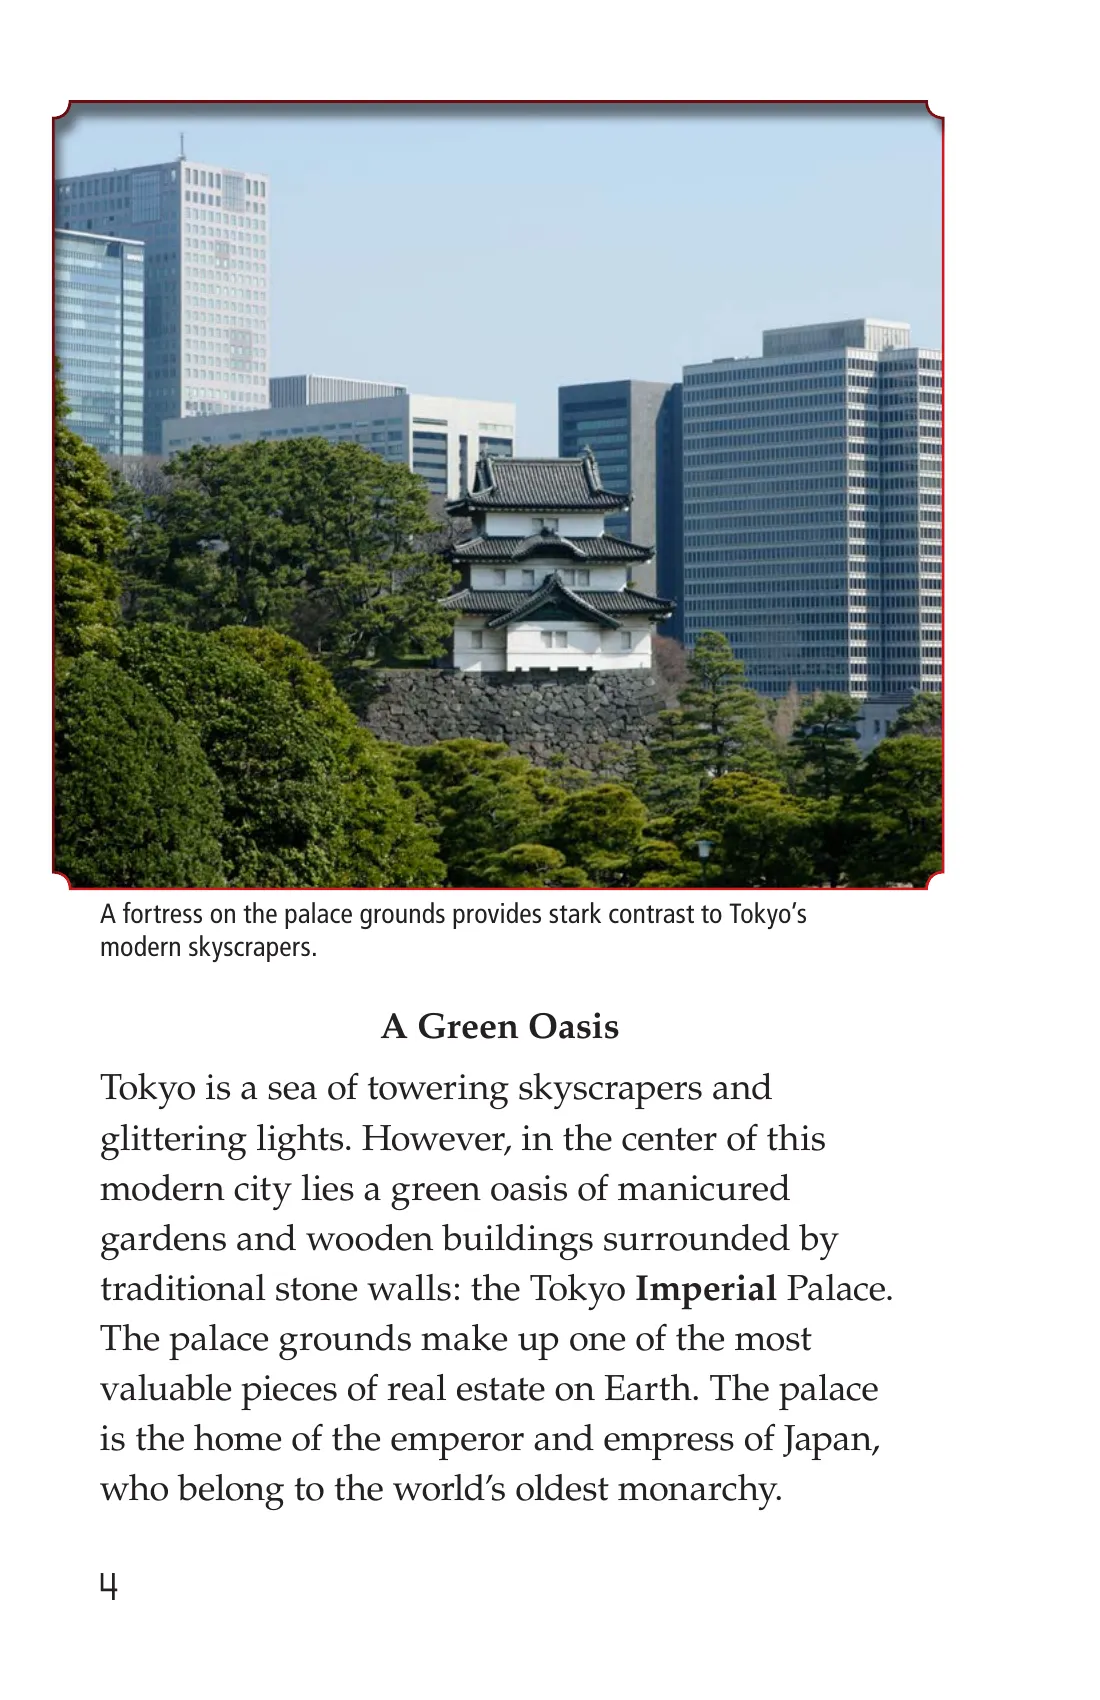 A fortress on the palace grounds provides stark contrast to Tokyo’s
modern skyscrapers.
A Green Oasis
Tokyo is a sea of towering skyscrapers and
glittering lights. However, in the center of this
modern city lies a green oasis of manicured
gardens and wooden buildings surrounded by
traditional stone walls: the Tokyo Imperial Palace.
The palace grounds make up one of the most
valuable pieces of real estate on Earth. The palace
is the home of the emperor and empress of Japan,
who belong to the world’s oldest monarchy.
4